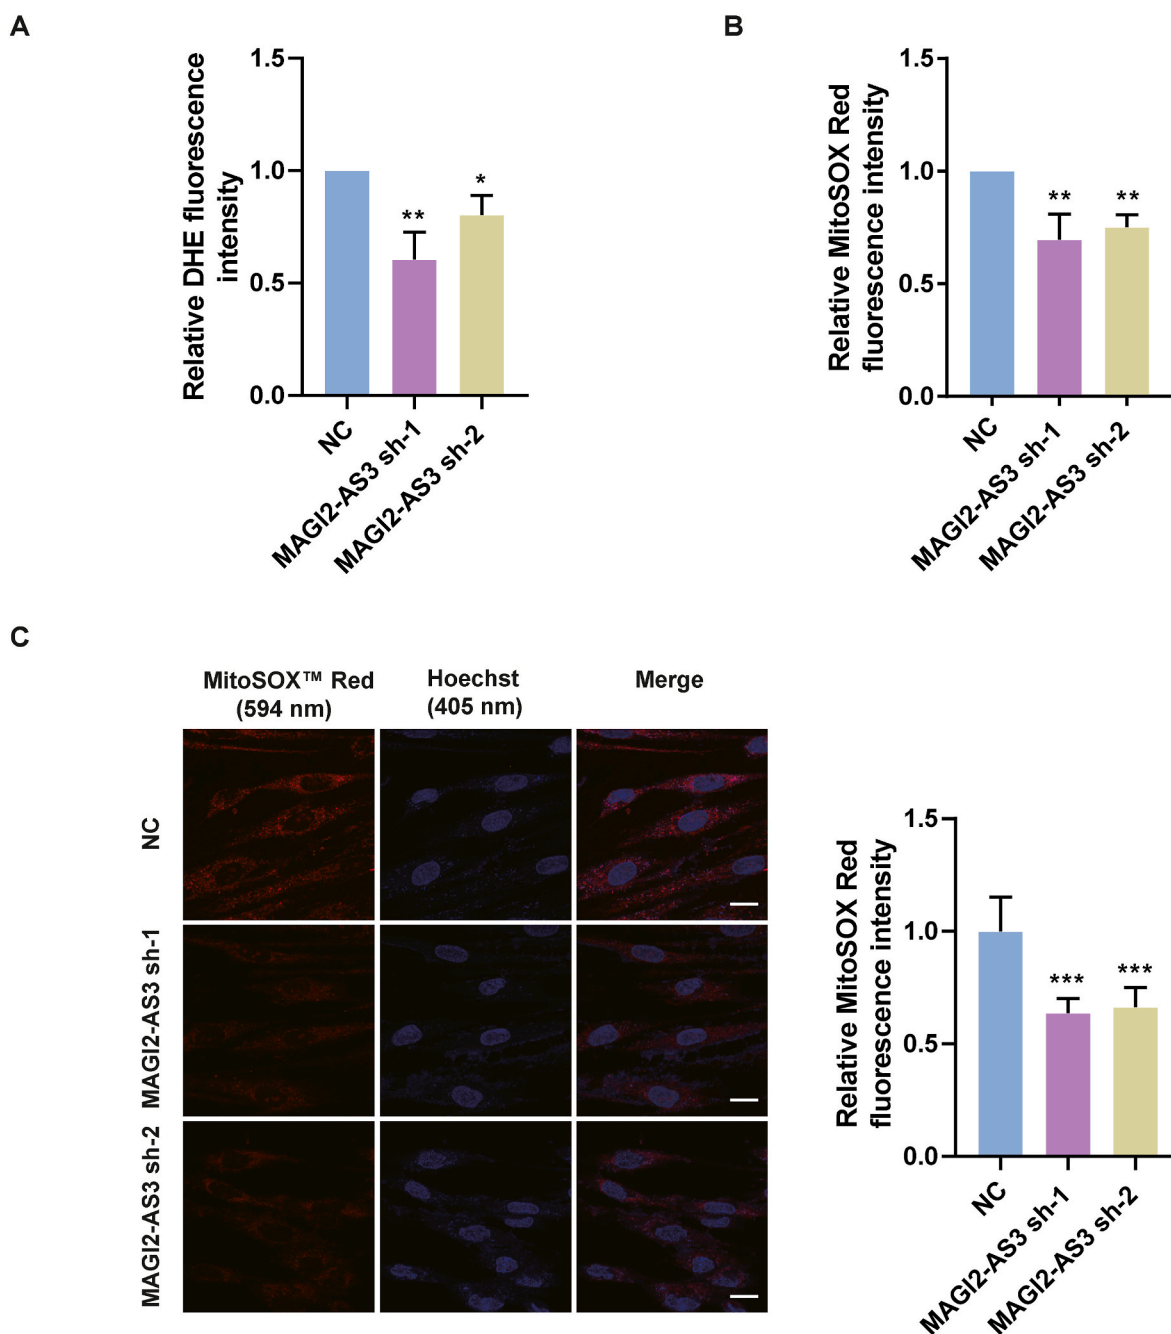 A
Relative DHE fluorescence
intensity
1.5
1.0
0.5
0.0
**
*
NC
MAGI2-AS3 sh-1
MAGI2-AS3 sh-2
B
Relative MitoSOX Red
fluorescence intensity
1.5
1.0
0.5
0.0
**
**
NC
MAGI2-AS3 sh-1
MAGI2-AS3 sh-2
C
MitoSOX™ Red
(594 nm)
Hoechst
(405 nm)
Merge
NC
MAGI2-AS3 sh-1
MAGI2-AS3 sh-2
Relative MitoSOX Red
fluorescence intensity
1.5
1.0
0.5
0.0
***
***
NC
MAGI2-AS3 sh-1
MAGI2-AS3 sh-2